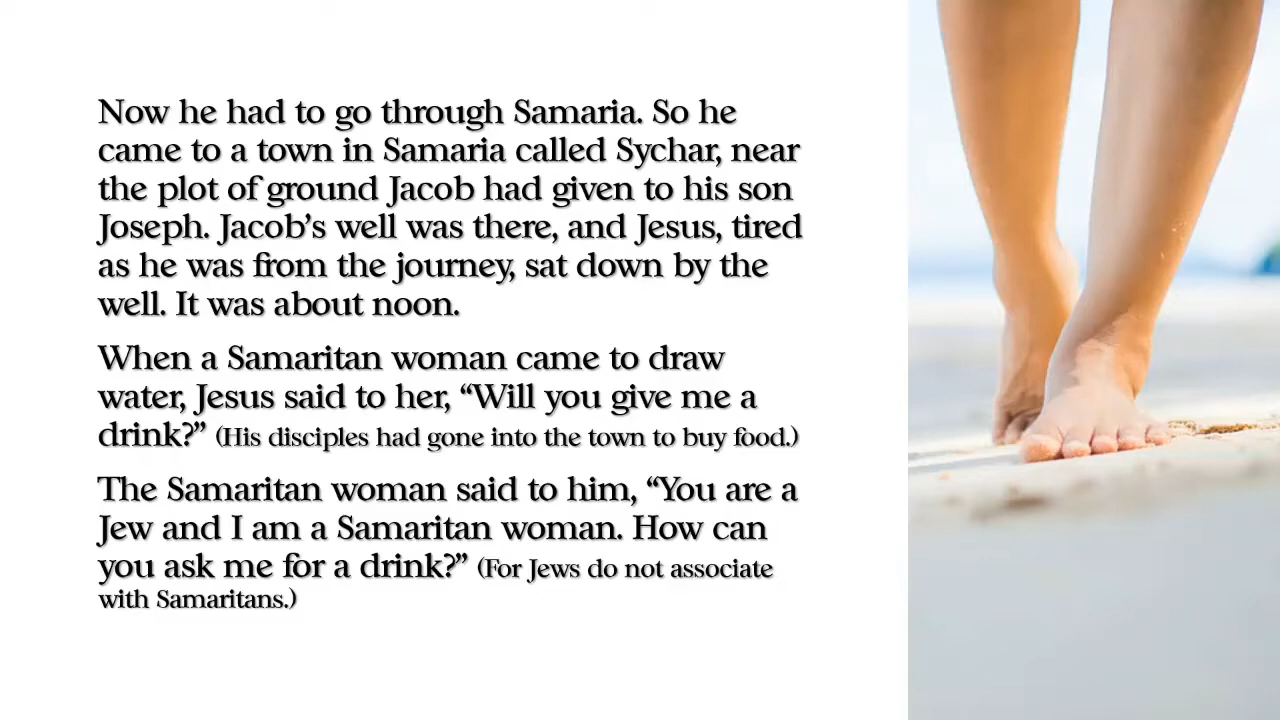 Now he had to go through Samaria. So he
came to a town in Samaria called Sychar, near
the plot of ground Jacob had given to his son
Joseph. Jacob’s well was there, and Jesus, tired
as he was from the journey, sat down by the
well. It was about noon.
When a Samaritan woman came to draw
water, Jesus said to her, “Will you give me a
drink?” (His disciples had gone into the town to buy food.)
The Samaritan woman said to him, “You are a
Jew and I am a Samaritan woman. How can
you ask me for a drink?” (For Jews do not associate
with Samaritans.)